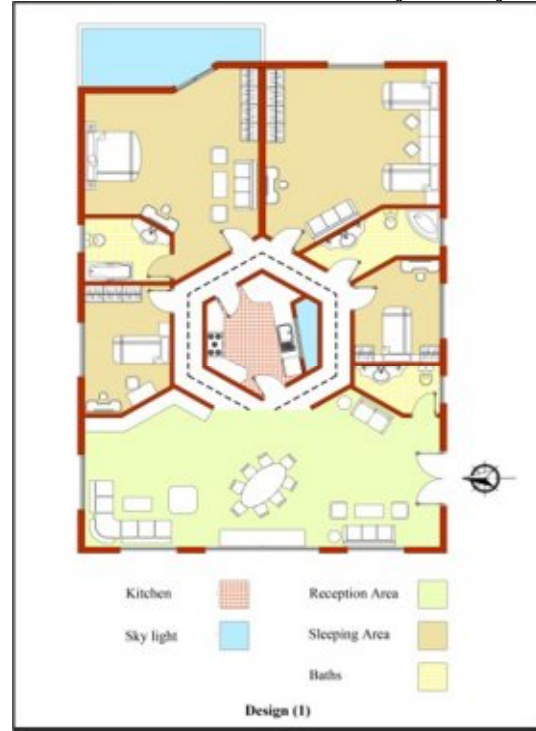 Kitchen Reception Area
Sky light Sleeping Area
Baths
Design (1)